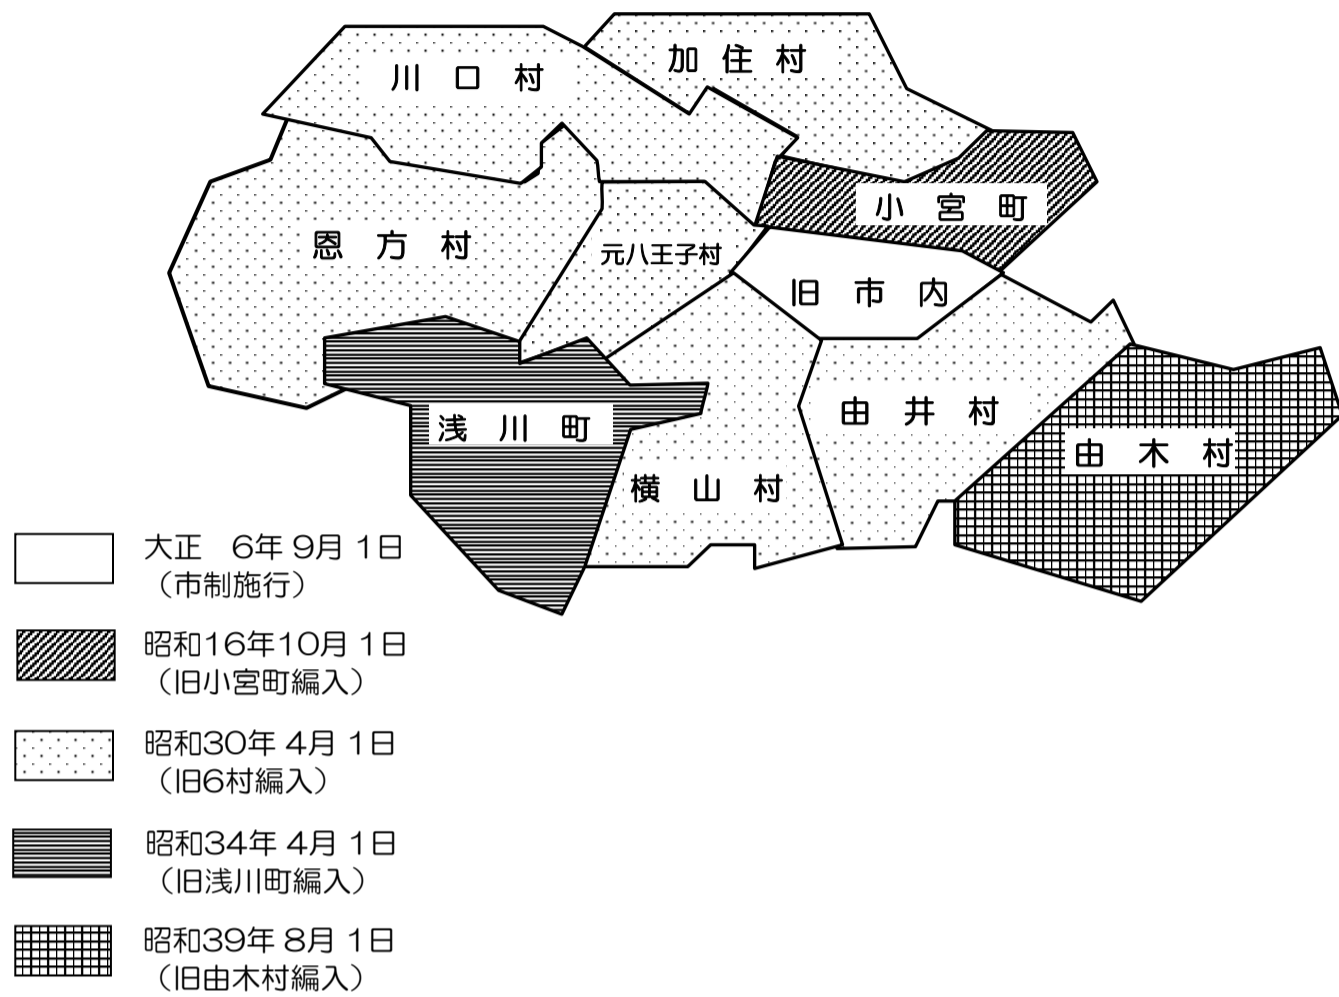 加住村
川口村
小宮町
恩方村
元八王子村
旧市内
由井村
浅川町
由木村
横山村
大正　6年 9月 1日
（市制施行）
昭和16年10月 1日
（旧小宮町編入）
昭和30年 4月 1日
（旧6村編入）
昭和34年 4月 1日
（旧浅川町編入）
昭和39年 8月 1日
（旧由木村編入）